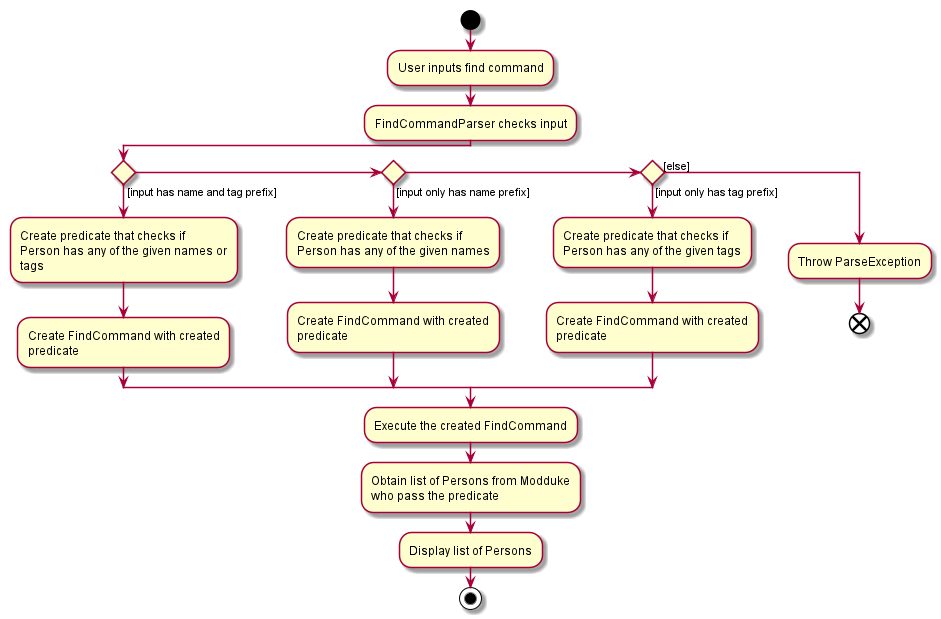 User inputs find command
FindCommandParser checks input
[else]
[input has name and tag prefix]
[input only has name prefix]
[input only has tag prefix]
Create predicate that checks if
Person has any of the given names or
tags
Create predicate that checks if
Person has any of the given names
Create predicate that checks if
Person has any of the given tags
Throw ParseException
Create FindCommand with created
predicate
Create FindCommand with created
predicate
Create FindCommand with created
predicate
Execute the created FindCommand
Obtain list of Persons from Modduke
who pass the predicate
Display list of Persons